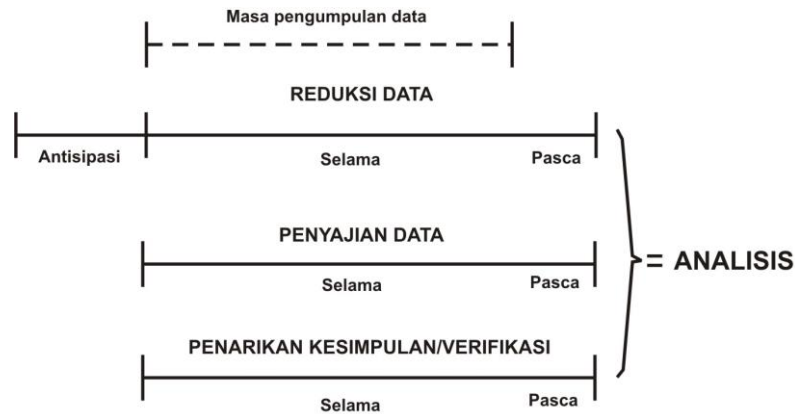 Masa pengumpulan data
REDUKSI DATA
Antisipasi Selama Pasca
PENYAJIAN DATA
= ANALISIS
Selama Pasca
PENARIKAN KESIMPULAN/VERIFIKASI
Selama Pasca